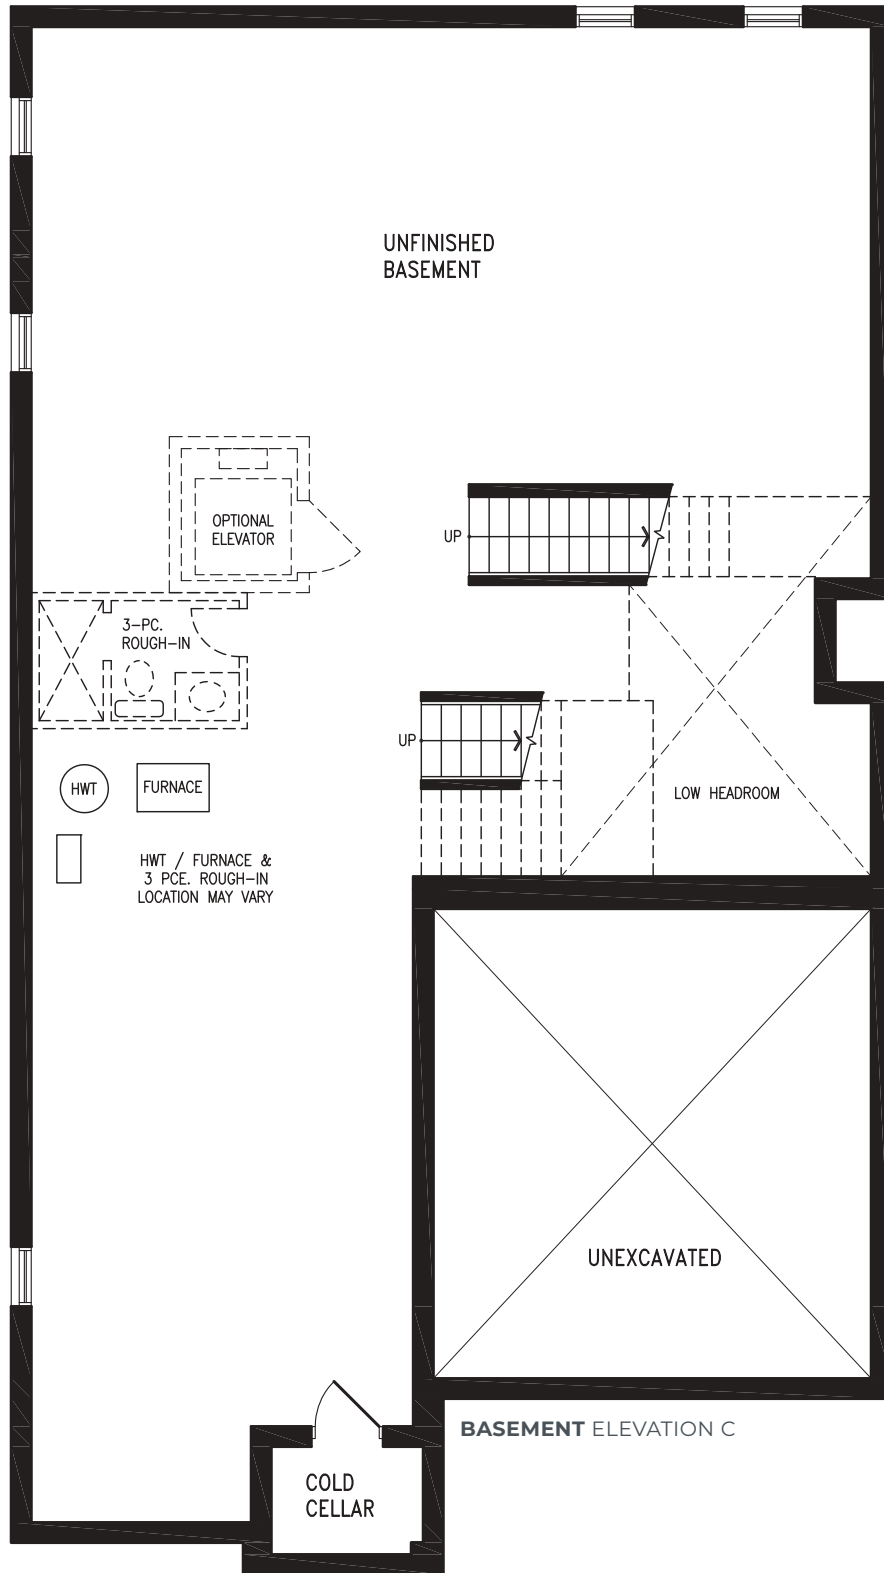 UNFINISHED
BASEMENT
OPTIONAL
ELEVATOR
UP
3-PC.
ROUGH-IN
UP
HWT
FURNACE
LOW HEADROOM
HWT / FURNACE &
3 PCE. ROUGH-IN
LOCATION MAY VARY
UNEXCAVATED
BASEMENT ELEVATION C
COLD
CELLAR